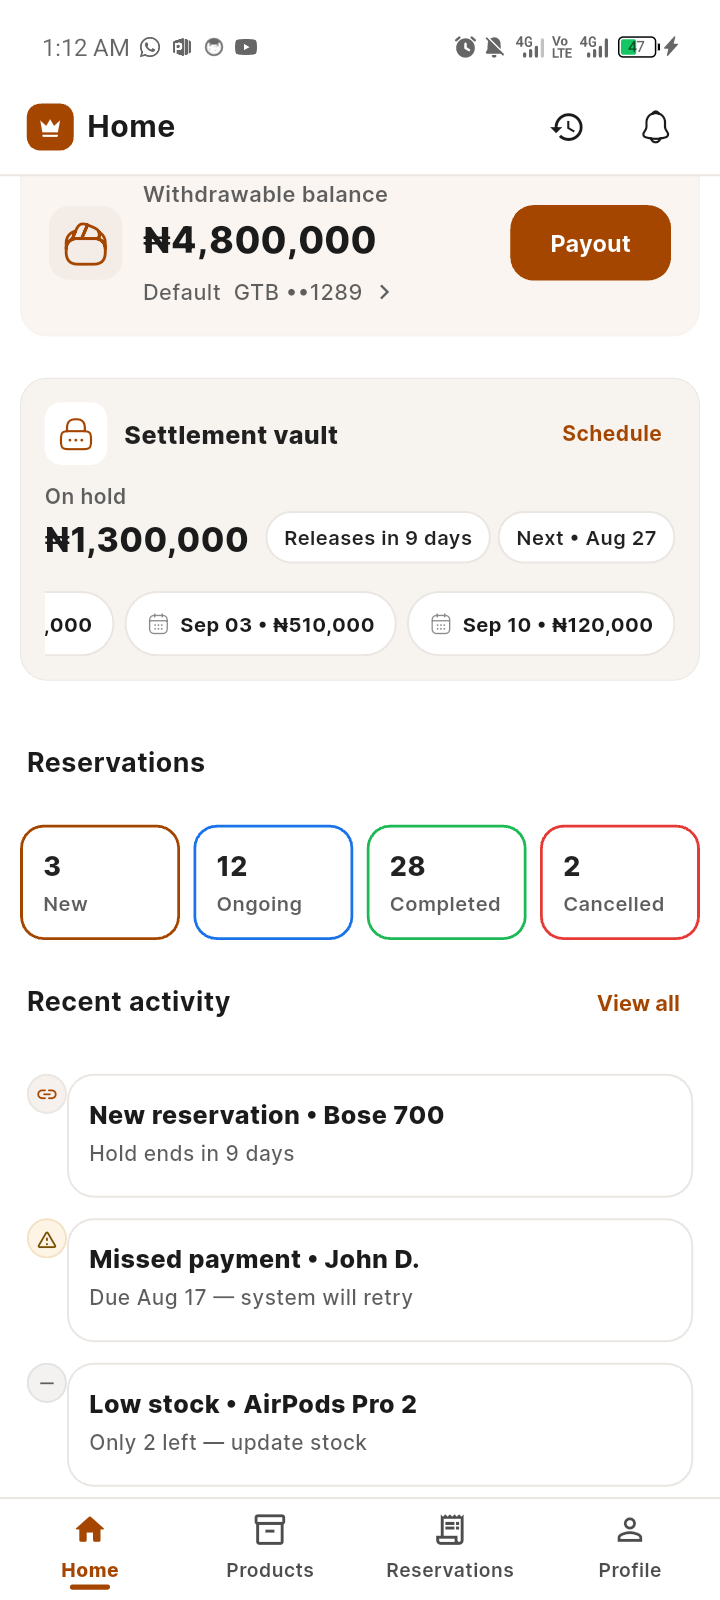 1:12 AM 4G Vo LTE 4G 47
Home
Withdrawable balance
₦4,800,000
Payout
Default GTB ••1289
Settlement vault
Schedule
On hold
₦1,300,000
Releases in 9 days
Next • Aug 27
,000
Sep 03 • ₦510,000
Sep 10 • ₦120,000
Reservations
3
New
12
Ongoing
28
Completed
2
Cancelled
Recent activity
View all
New reservation • Bose 700
Hold ends in 9 days
Missed payment • John D.
Due Aug 17 — system will retry
Low stock • AirPods Pro 2
Only 2 left — update stock
Home
Products
Reservations
Profile